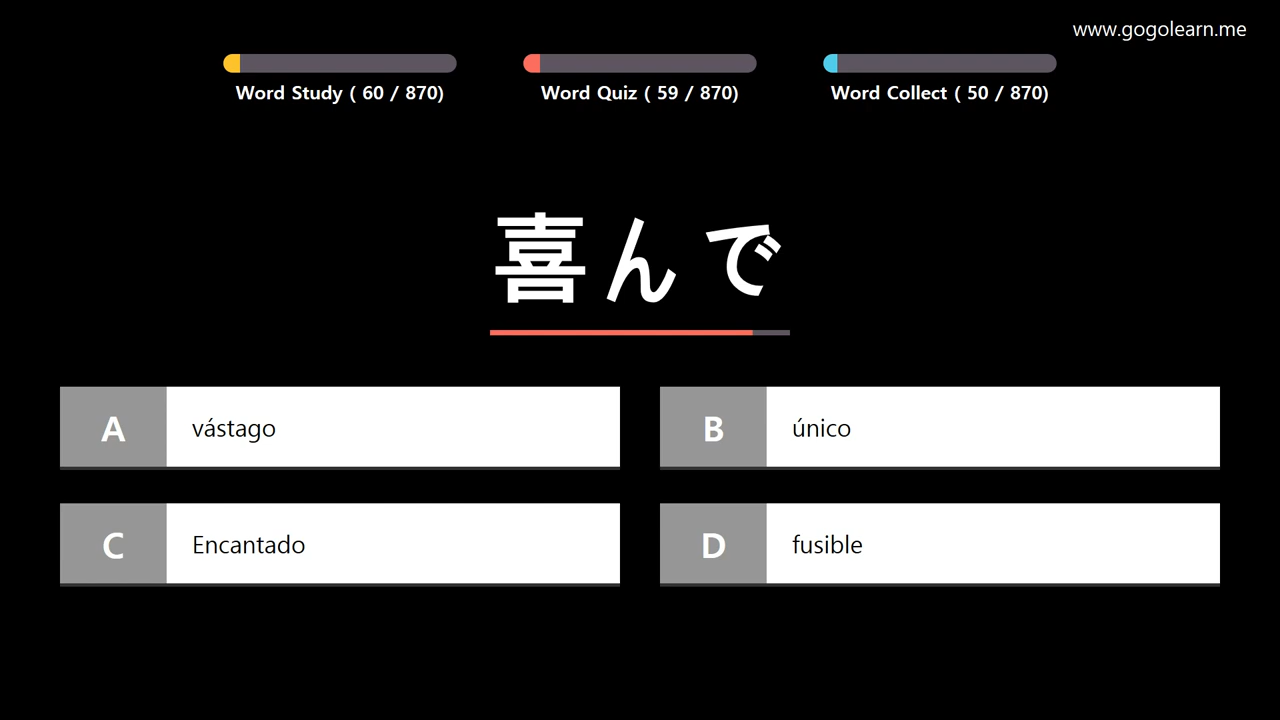 www.gogolearn.me
Word Study ( 60 / 870)
Word Quiz ( 59 / 870)
Word Collect ( 50 / 870)
喜んで
A vástago
B único
C Encantado
D fusible